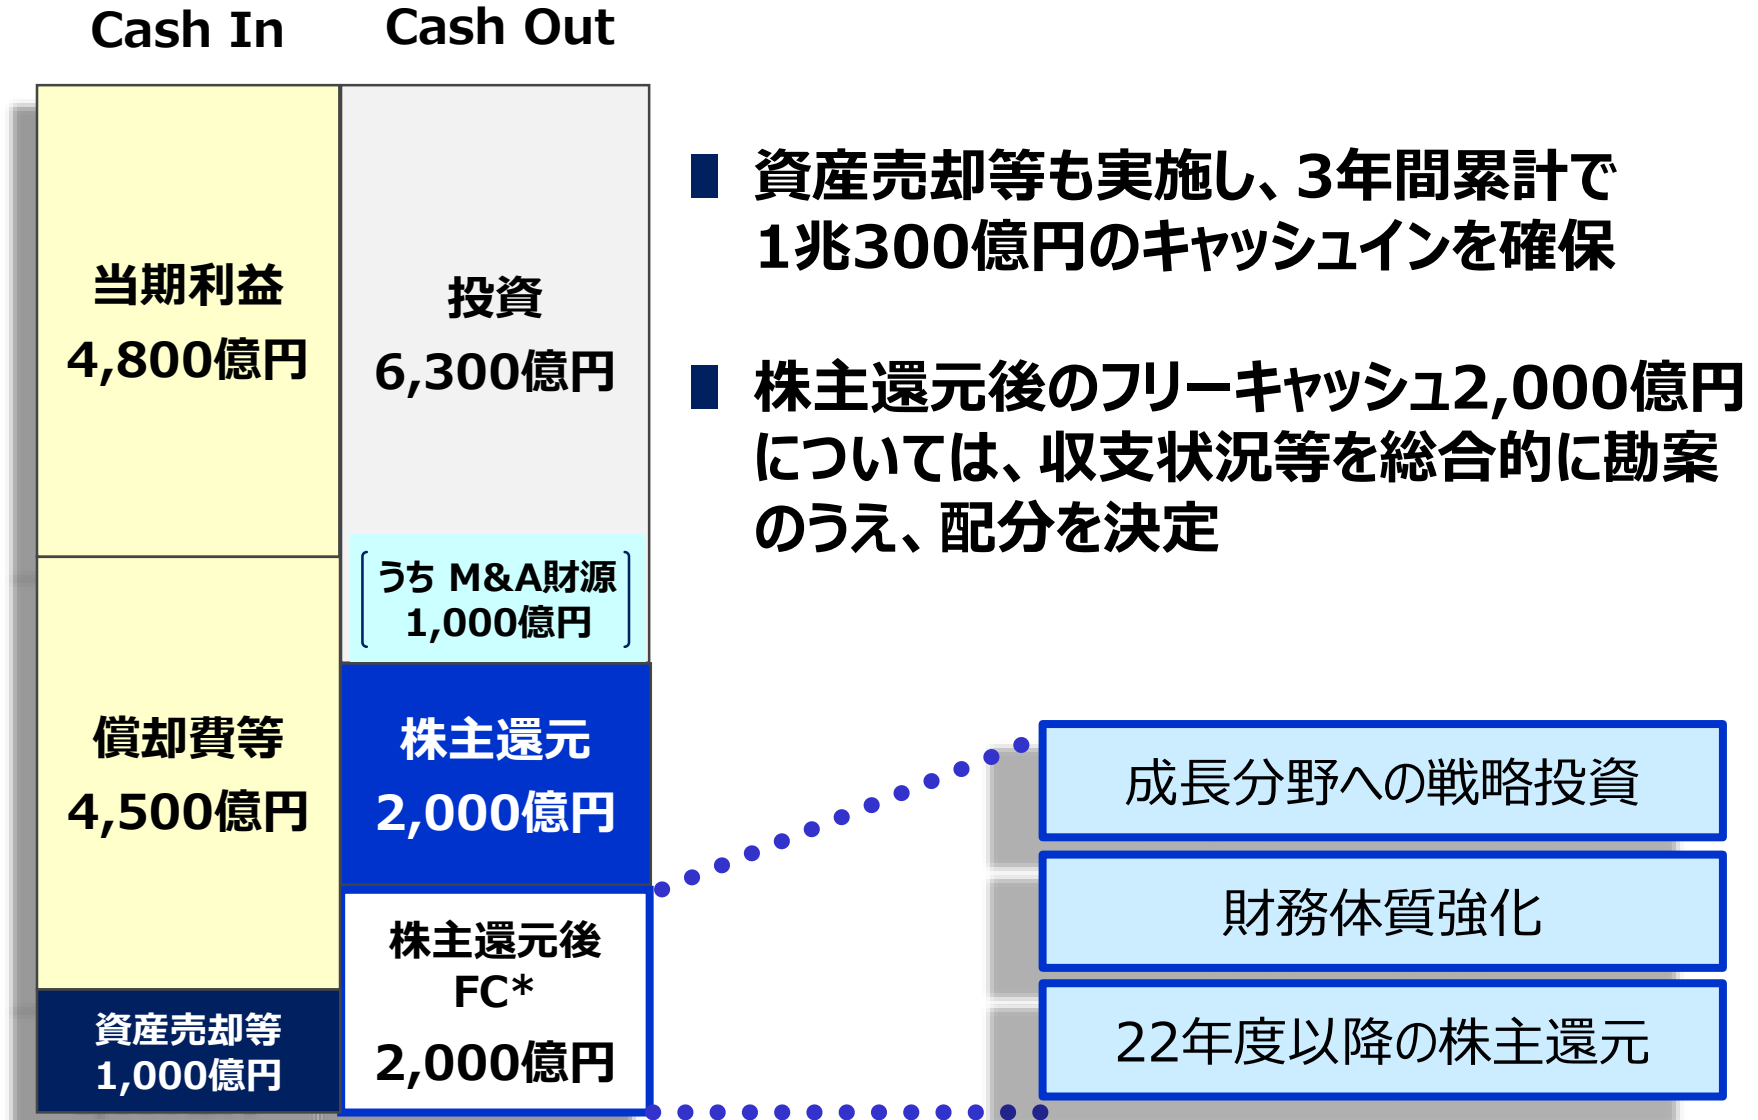 Cash In
Cash Out
当期利益
4,800億円
償却費等
4,500億円
資産売却等
1,000億円
投資
6,300億円
うち M&A財源
1,000億円
株主還元
2,000億円
株主還元後
FC*
2,000億円
■ 資産売却等も実施し、3年間累計で
1兆300億円のキャッシュインを確保
■ 株主還元後のフリーキャッシュ2,000億円
については、収支状況等を総合的に勘案
のうえ、配分を決定
成長分野への戦略投資
財務体質強化
22年度以降の株主還元